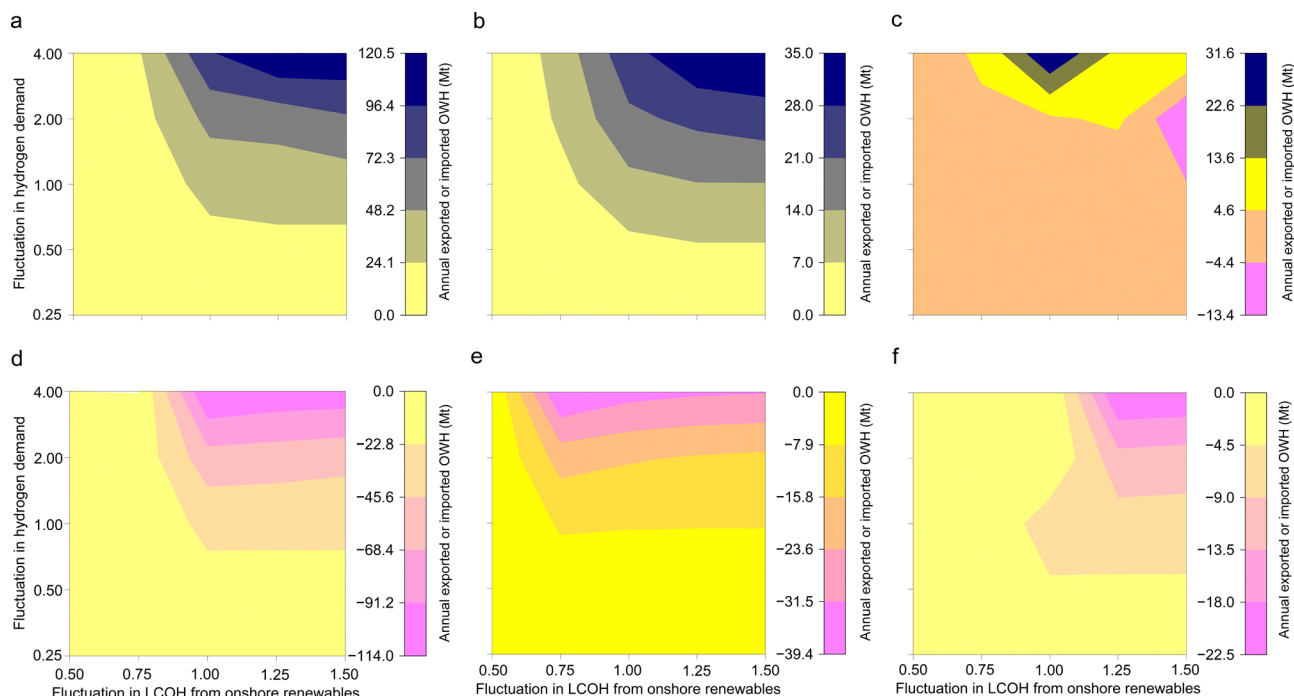 a
b
c
4.00
2.00
1.00
0.50
0.25
Fluctuation in hydrogen demand
120.5
96.4
72.3
48.2
24.1
0.0
Annual exported or imported OWH (Mt)
35.0
28.0
21.0
14.0
7.0
0.0
Annual exported or imported OWH (Mt)
31.6
22.6
13.6
4.6
−4.4
−13.4
Annual exported or imported OWH (Mt)
d
e
f
4.00
2.00
1.00
0.50
0.25
Fluctuation in hydrogen demand
0.50 0.75 1.00 1.25 1.50
Fluctuation in LCOH from onshore renewables
0.0
−22.8
−45.6
−68.4
−91.2
−114.0
Annual exported or imported OWH (Mt)
0.50 0.75 1.00 1.25 1.50
Fluctuation in LCOH from onshore renewables
0.0
−7.9
−15.8
−23.6
−31.5
−39.4
Annual exported or imported OWH (Mt)
0.50 0.75 1.00 1.25 1.50
Fluctuation in LCOH from onshore renewables
0.0
−4.5
−9.0
−13.5
−18.0
−22.5
Annual exported or imported OWH (Mt)